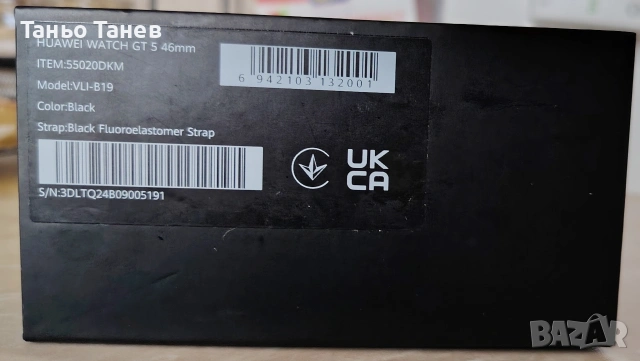 Таньо Танев
HUAWEI WATCH GT 5 46mm
ITEM:55020DKM
Model:VLI-B19
Color:Black
Strap:Black Fluoroelastomer Strap
6 942103 132001
S/N:3DLTQ24B09005191
UK
CA
BAZAR